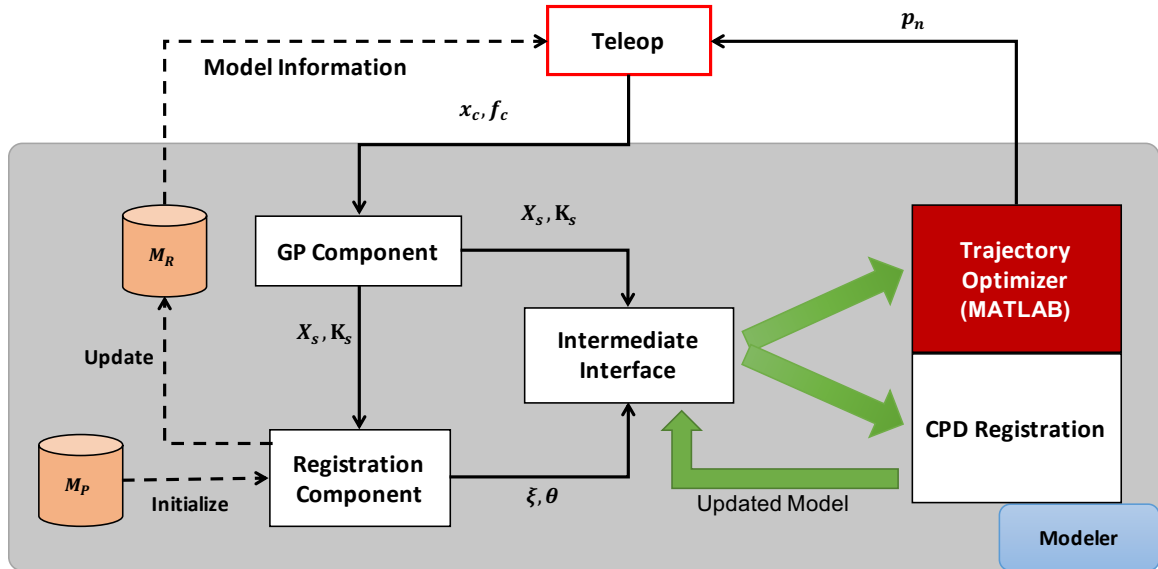 Teleop
p_n
Model Information
x_c, f_c
M_R
GP Component
X_s, K_s
Trajectory
Optimizer
(MATLAB)
X_s, K_s
Update
Intermediate
Interface
CPD Registration
M_P
Initialize
Registration
Component
ξ, θ
Updated Model
Modeler